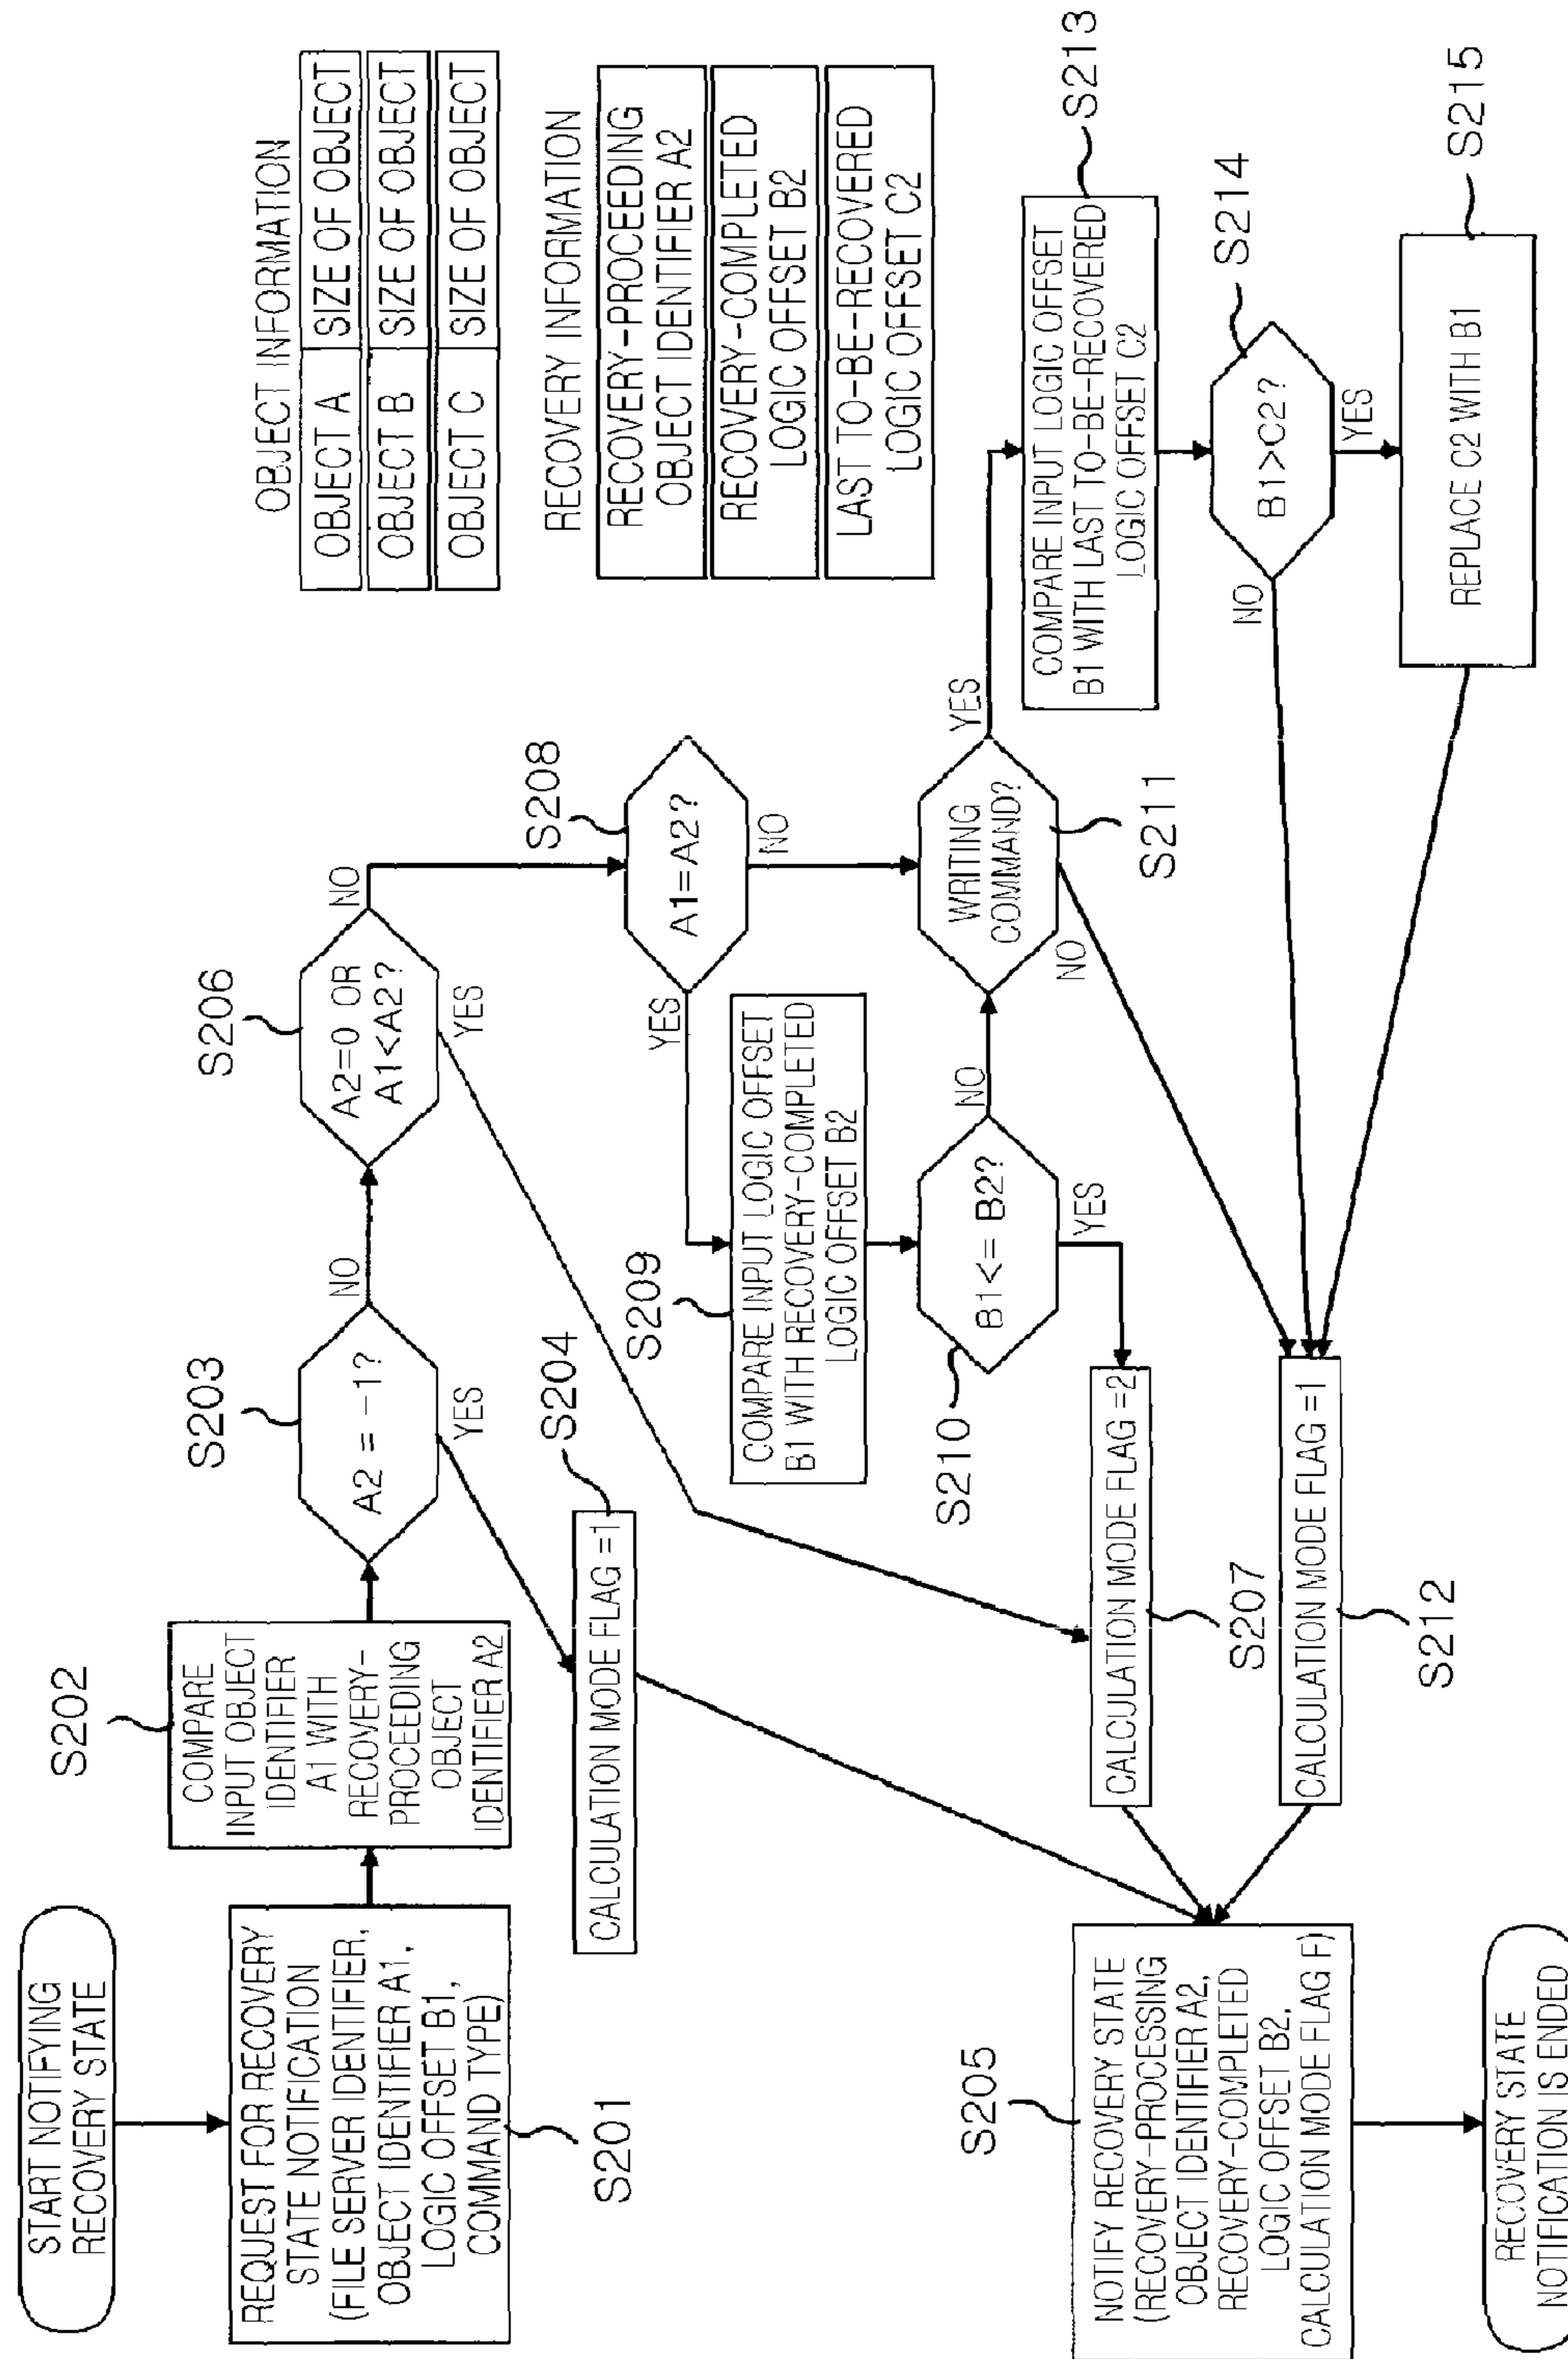 START NOTIFYING
RECOVERY STATE
REQUEST FOR RECOVERY
STATE NOTIFICATION
(FILE SERVER IDENTIFIER,
OBJECT IDENTIFIER A1,
LOGIC OFFSET B1,
COMMAND TYPE)
S201
S202
COMPARE
INPUT OBJECT
IDENTIFIER
A1 WITH
RECOVERY-
PROCEEDING
OBJECT
IDENTIFIER A2
S203
A2 = -1?
NO
YES
S204
CALCULATION MODE FLAG =1
S206
A2=0 OR
A1<A2?
NO
YES
S208
A1=A2?
YES
NO
S209
COMPARE INPUT LOGIC OFFSET
B1 WITH RECOVERY-COMPLETED
LOGIC OFFSET B2
B1<= B2?
NO
YES
S210
WRITING
COMMAND?
YES
NO
S211
CALCULATION MODE FLAG =2
S207
CALCULATION MODE FLAG =1
S212
S205
NOTIFY RECOVERY STATE
(RECOVERY-PROCESSING
OBJECT IDENTIFIER A2,
RECOVERY-COMPLETED
LOGIC OFFSET B2,
CALCULATION MODE FLAG F)
RECOVERY STATE
NOTIFICATION IS ENDED
OBJECT INFORMATION
OBJECT A SIZE OF OBJECT
OBJECT B SIZE OF OBJECT
OBJECT C SIZE OF OBJECT
RECOVERY INFORMATION
RECOVERY-PROCEEDING
OBJECT IDENTIFIER A2
RECOVERY-COMPLETED
LOGIC OFFSET B2
LAST TO-BE-RECOVERED
LOGIC OFFSET C2
S213
COMPARE INPUT LOGIC OFFSET
B1 WITH LAST TO-BE-RECOVERED
LOGIC OFFSET C2
S214
B1>C2?
NO
YES
S215
REPLACE C2 WITH B1